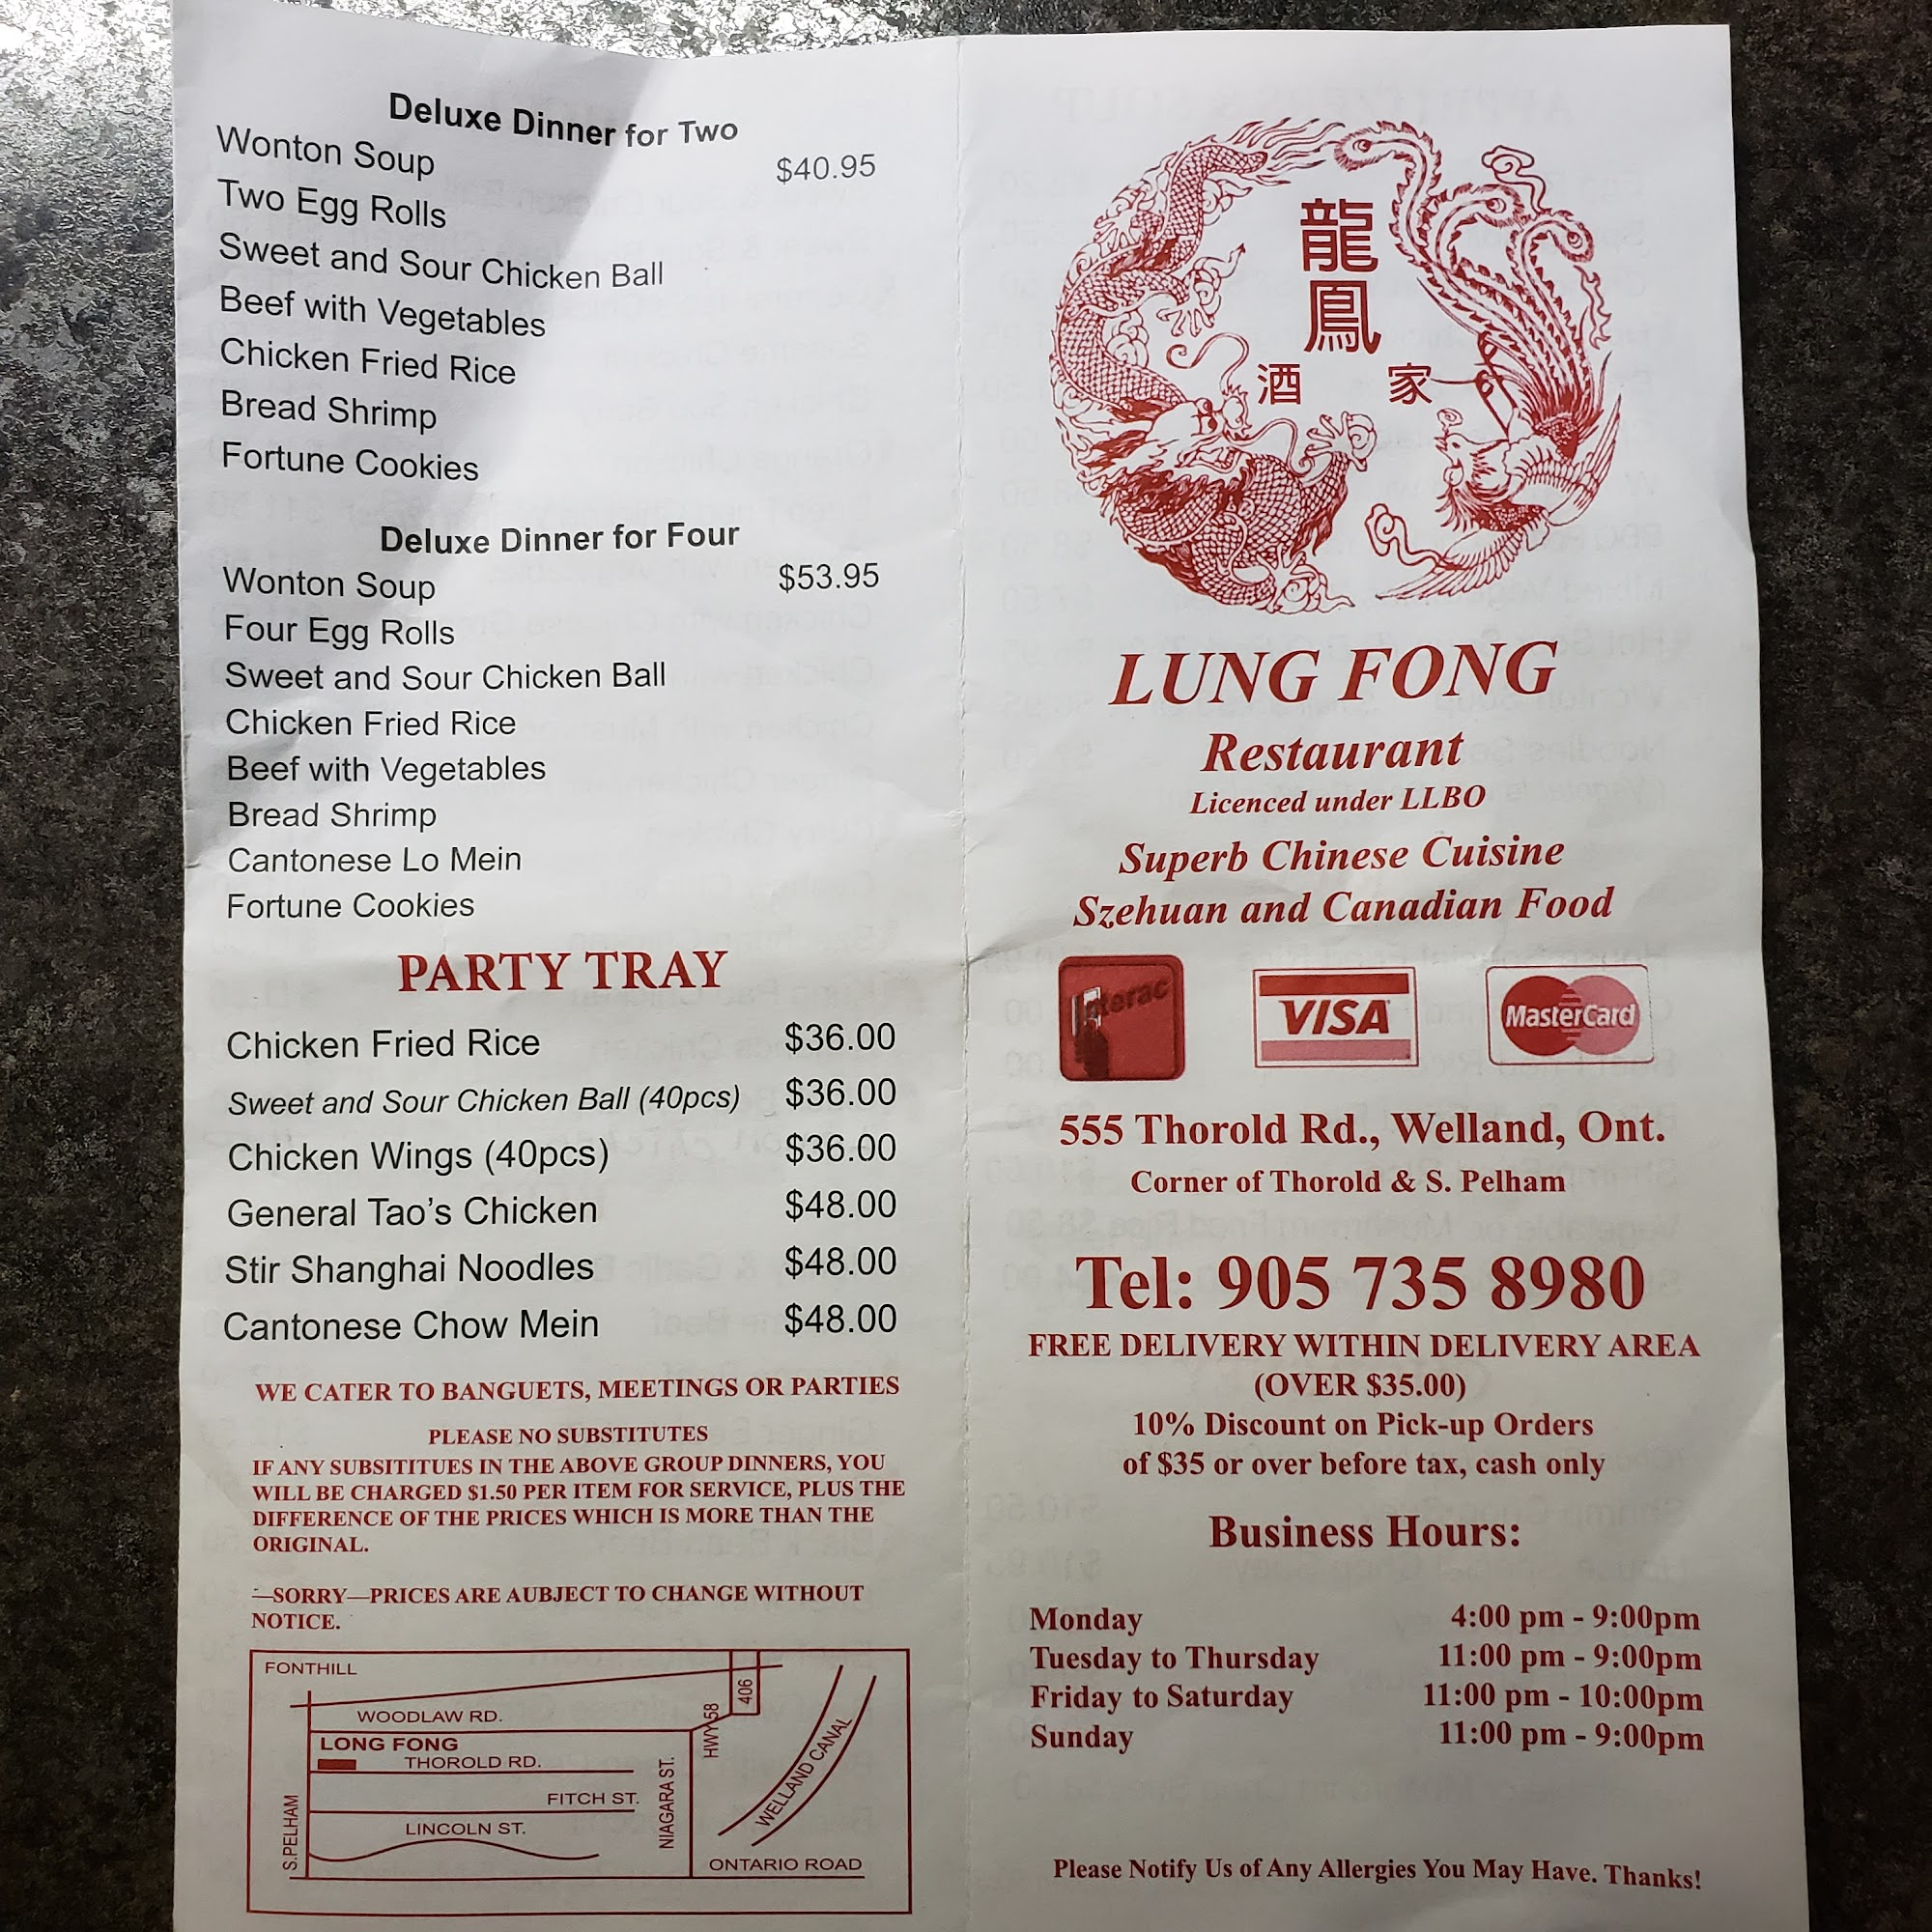 Deluxe Dinner for Two
Wonton Soup $40.95
Two Egg Rolls
Sweet and Sour Chicken Ball
Beef with Vegetables
Chicken Fried Rice
Bread Shrimp
Fortune Cookies
Deluxe Dinner for Four
Wonton Soup $53.95
Four Egg Rolls
Sweet and Sour Chicken Ball
Chicken Fried Rice
Beef with Vegetables
Bread Shrimp
Cantonese Lo Mein
Fortune Cookies
PARTY TRAY
Chicken Fried Rice $36.00
Sweet and Sour Chicken Ball (40pcs) $36.00
Chicken Wings (40pcs) $36.00
General Tao's Chicken $48.00
Stir Shanghai Noodles $48.00
Cantonese Chow Mein $48.00
WE CATER TO BANGUETS, MEETINGS OR PARTIES
PLEASE NO SUBSTITUTES
IF ANY SUBSITITUES IN THE ABOVE GROUP DINNERS, YOU
WILL BE CHARGED $1.50 PER ITEM FOR SERVICE, PLUS THE
DIFFERENCE OF THE PRICES WHICH IS MORE THAN THE
ORIGINAL.
—SORRY—PRICES ARE AUBJECT TO CHANGE WITHOUT
NOTICE.
FONTHILL
406
WOODLAW RD.
HWY 58
LONG FONG
THOROLD RD.
WELLAND CANAL
FITCH ST.
NIAGARA ST.
S.PELHAM
LINCOLN ST.
ONTARIO ROAD
龍
鳳
酒 家
LUNG FONG
Restaurant
Licenced under LLBO
Superb Chinese Cuisine
Szehuan and Canadian Food
Interac
VISA
MasterCard
555 Thorold Rd., Welland, Ont.
Corner of Thorold & S. Pelham
Tel: 905 735 8980
FREE DELIVERY WITHIN DELIVERY AREA
(OVER $35.00)
10% Discount on Pick-up Orders
of $35 or over before tax, cash only
Business Hours:
Monday 4:00 pm - 9:00pm
Tuesday to Thursday 11:00 pm - 9:00pm
Friday to Saturday 11:00 pm - 10:00pm
Sunday 11:00 pm - 9:00pm
Please Notify Us of Any Allergies You May Have. Thanks!